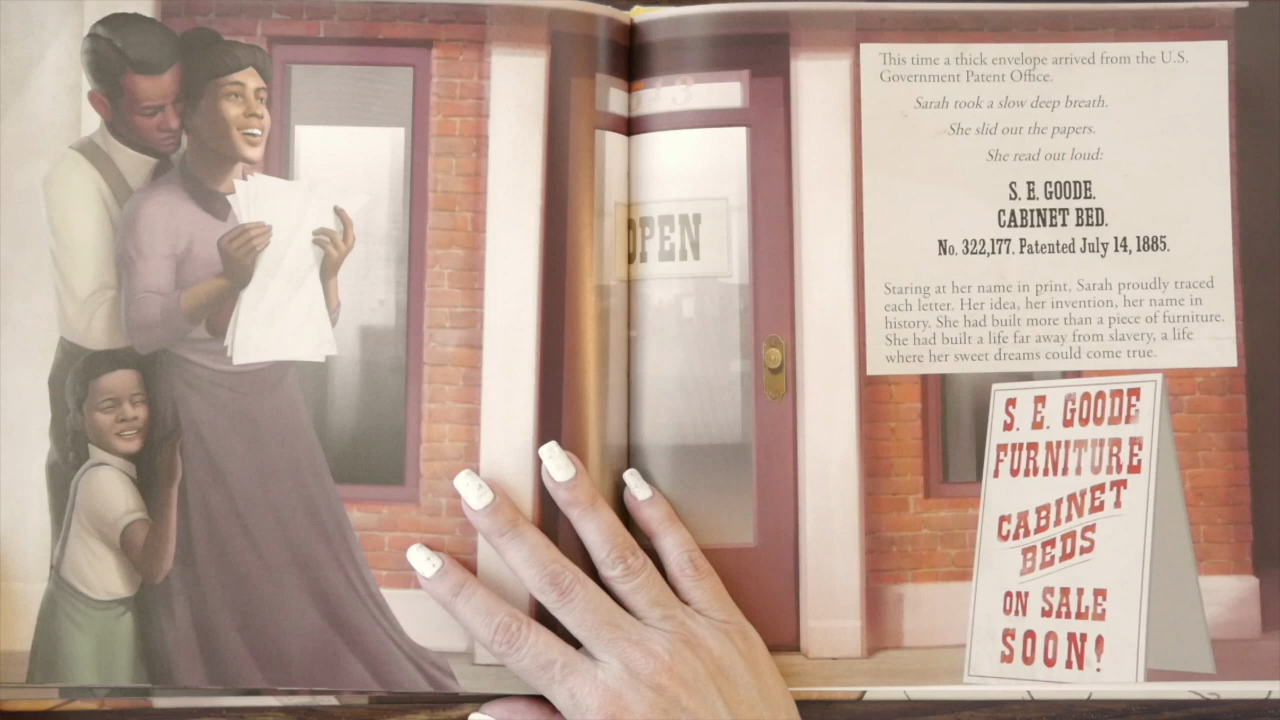 This time a thick envelope arrived from the U.S.
Government Patent Office.
Sarah took a slow deep breath.
She slid out the papers.
She read out loud:
S. E. GOODE.
CABINET BED.
No. 322,177. Patented July 14, 1885.
Staring at her name in print, Sarah proudly traced
each letter. Her idea, her invention, her name in
history. She had built more than a piece of furniture.
She had built a life far away from slavery, a life
where her sweet dreams could come true.
OPEN
S. E. GOODE
FURNITURE
CABINET
BEDS
ON SALE
SOON!